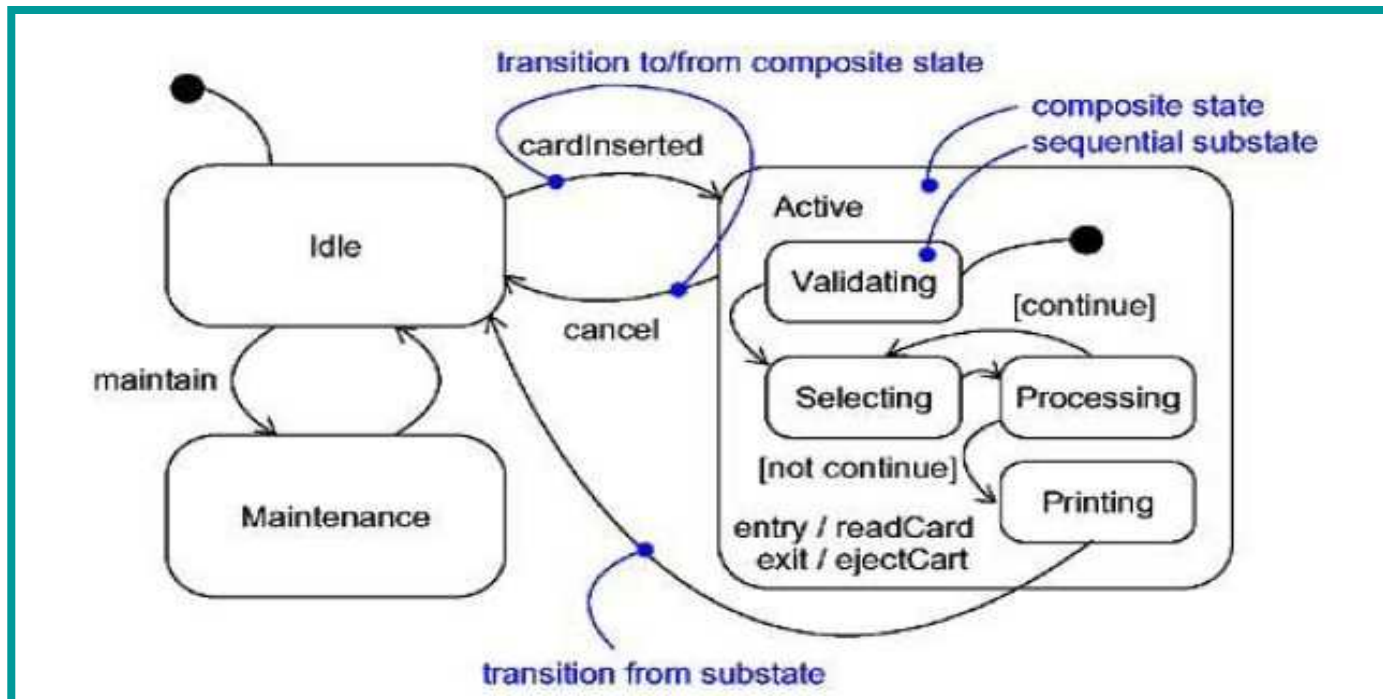 transition to/from composite state
composite state
cardInserted
sequential substate
Active
Idle
Validating
[continue]
cancel
maintain
Selecting
Processing
[not continue]
Maintenance
Printing
entry / readCard
exit / ejectCart
transition from substate